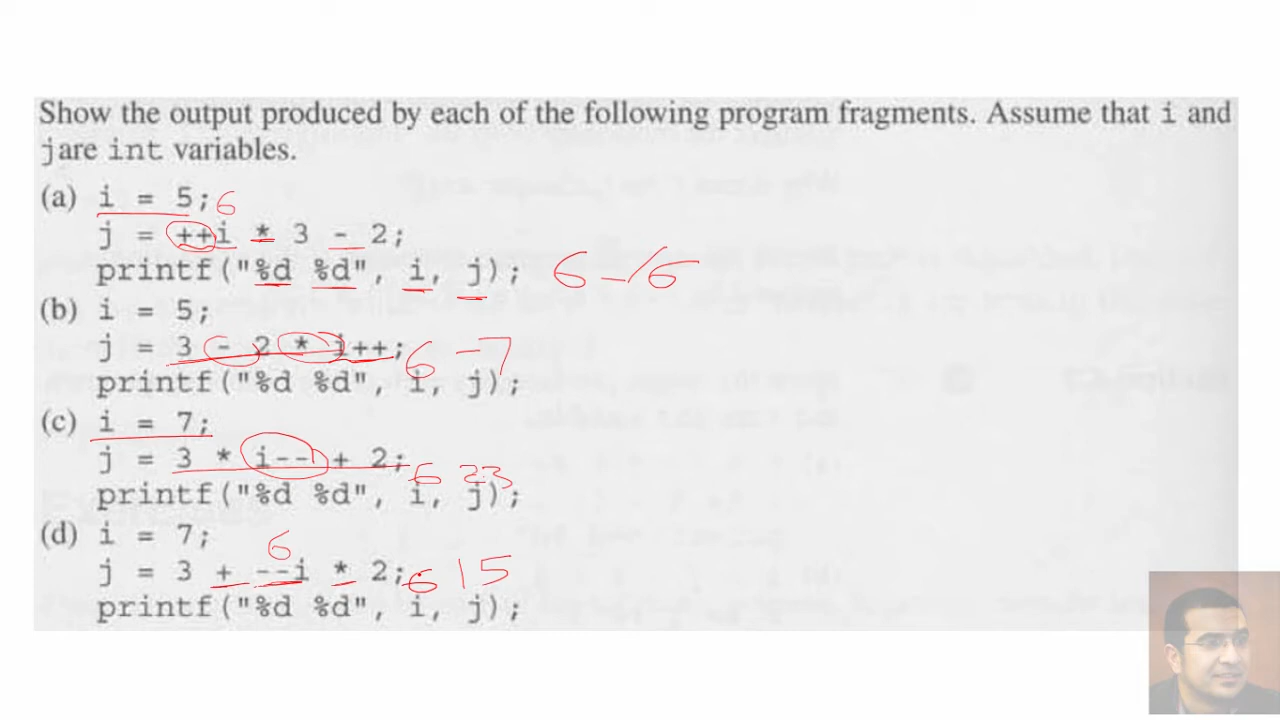 Show the output produced by each of the following program fragments. Assume that i and
jare int variables.
(a) i = 5; 6
j = ++i * 3 - 2;
printf("%d %d", i, j); 6 -16
(b) i = 5;
j = 3 - 2 * i++; 6 -7
printf("%d %d", i, j);
(c) i = 7;
j = 3 * i-- + 2; 6 23
printf("%d %d", i, j);
(d) i = 7; 6
j = 3 + --i * 2; 6 15
printf("%d %d", i, j);